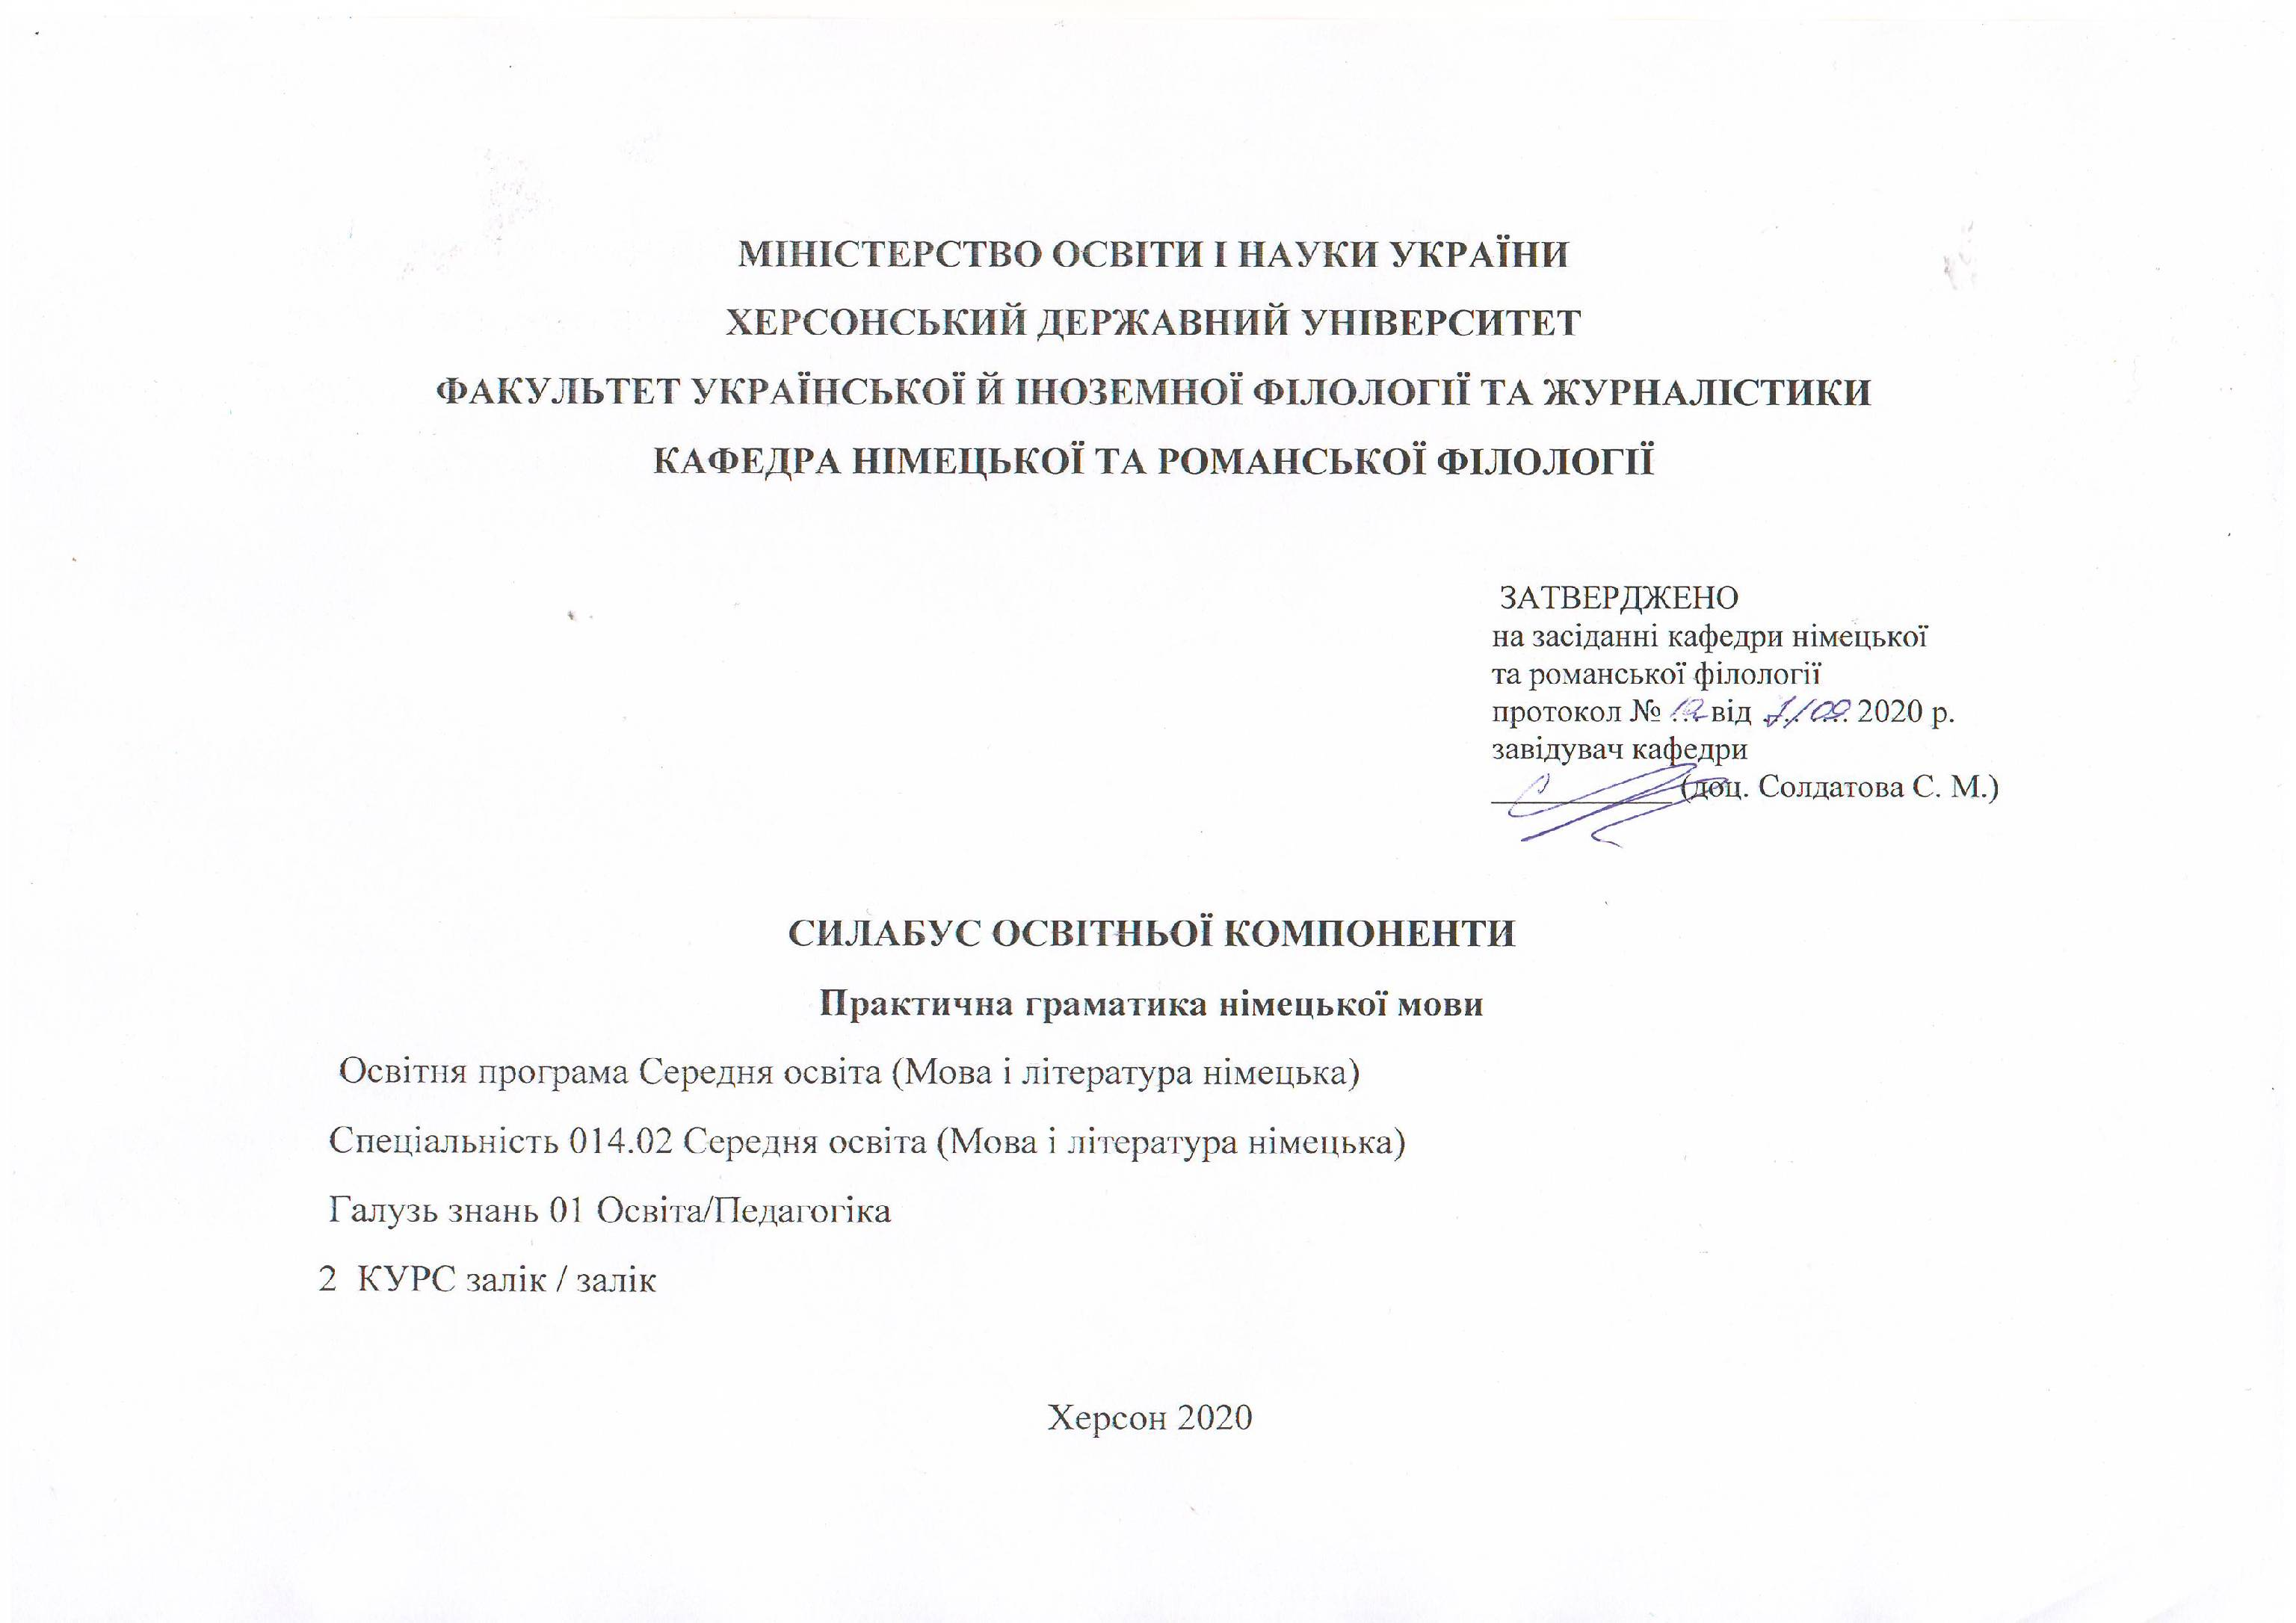 МІНІСТЕРСТВО ОСВІТИ І НАУКИ УКРАЇНИ
ХЕРСОНСЬКИЙ ДЕРЖАВНИЙ УНІВЕРСИТЕТ
ФАКУЛЬТЕТ УКРАЇНСЬКОЇ Й ІНОЗЕМНОЇ ФІЛОЛОГІЇ ТА ЖУРНАЛІСТИКИ
КАФЕДРА НІМЕЦЬКОЇ ТА РОМАНСЬКОЇ ФІЛОЛОГІЇ
ЗАТВЕРДЖЕНО
на засіданні кафедри німецької
та романської філології
протокол № від 2020 р.
завідувач кафедри
(доц. Солдатова С. М.)
СИЛАБУС ОСВІТНЬОЇ КОМПОНЕНТИ
Практична граматика німецької мови
Освітня програма Середня освіта (Мова і література німецька)
Спеціальність 014.02 Середня освіта (Мова і література німецька)
Галузь знань 01 Освіта/Педагогіка
2 КУРС залік / залік
Херсон 2020